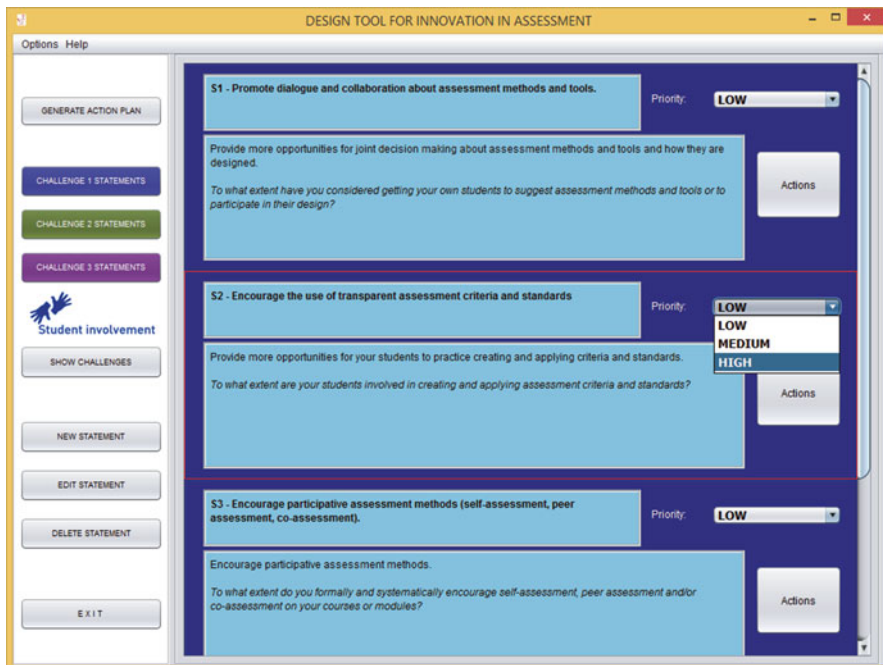 DESIGN TOOL FOR INNOVATION IN ASSESSMENT
Options Help
GENERATE ACTION PLAN
CHALLENGE 1 STATEMENTS
CHALLENGE 2 STATEMENTS
CHALLENGE 3 STATEMENTS
Student involvement
SHOW CHALLENGES
NEW STATEMENT
EDIT STATEMENT
DELETE STATEMENT
E X I T
S1 - Promote dialogue and collaboration about assessment methods and tools.
Priority: LOW
Provide more opportunities for joint decision making about assessment methods and tools and how they are
designed.
To what extent have you considered getting your own students to suggest assessment methods and tools or to
participate in their design?
Actions
S2 - Encourage the use of transparent assessment criteria and standards
Priority: LOW
LOW
MEDIUM
HIGH
Provide more opportunities for your students to practice creating and applying criteria and standards.
To what extent are your students involved in creating and applying assessment criteria and standards?
Actions
S3 - Encourage participative assessment methods (self-assessment, peer
assessment, co-assessment).
Priority: LOW
Encourage participative assessment methods.
To what extent do you formally and systematically encourage self-assessment, peer assessment and/or
co-assessment on your courses or modules?
Actions